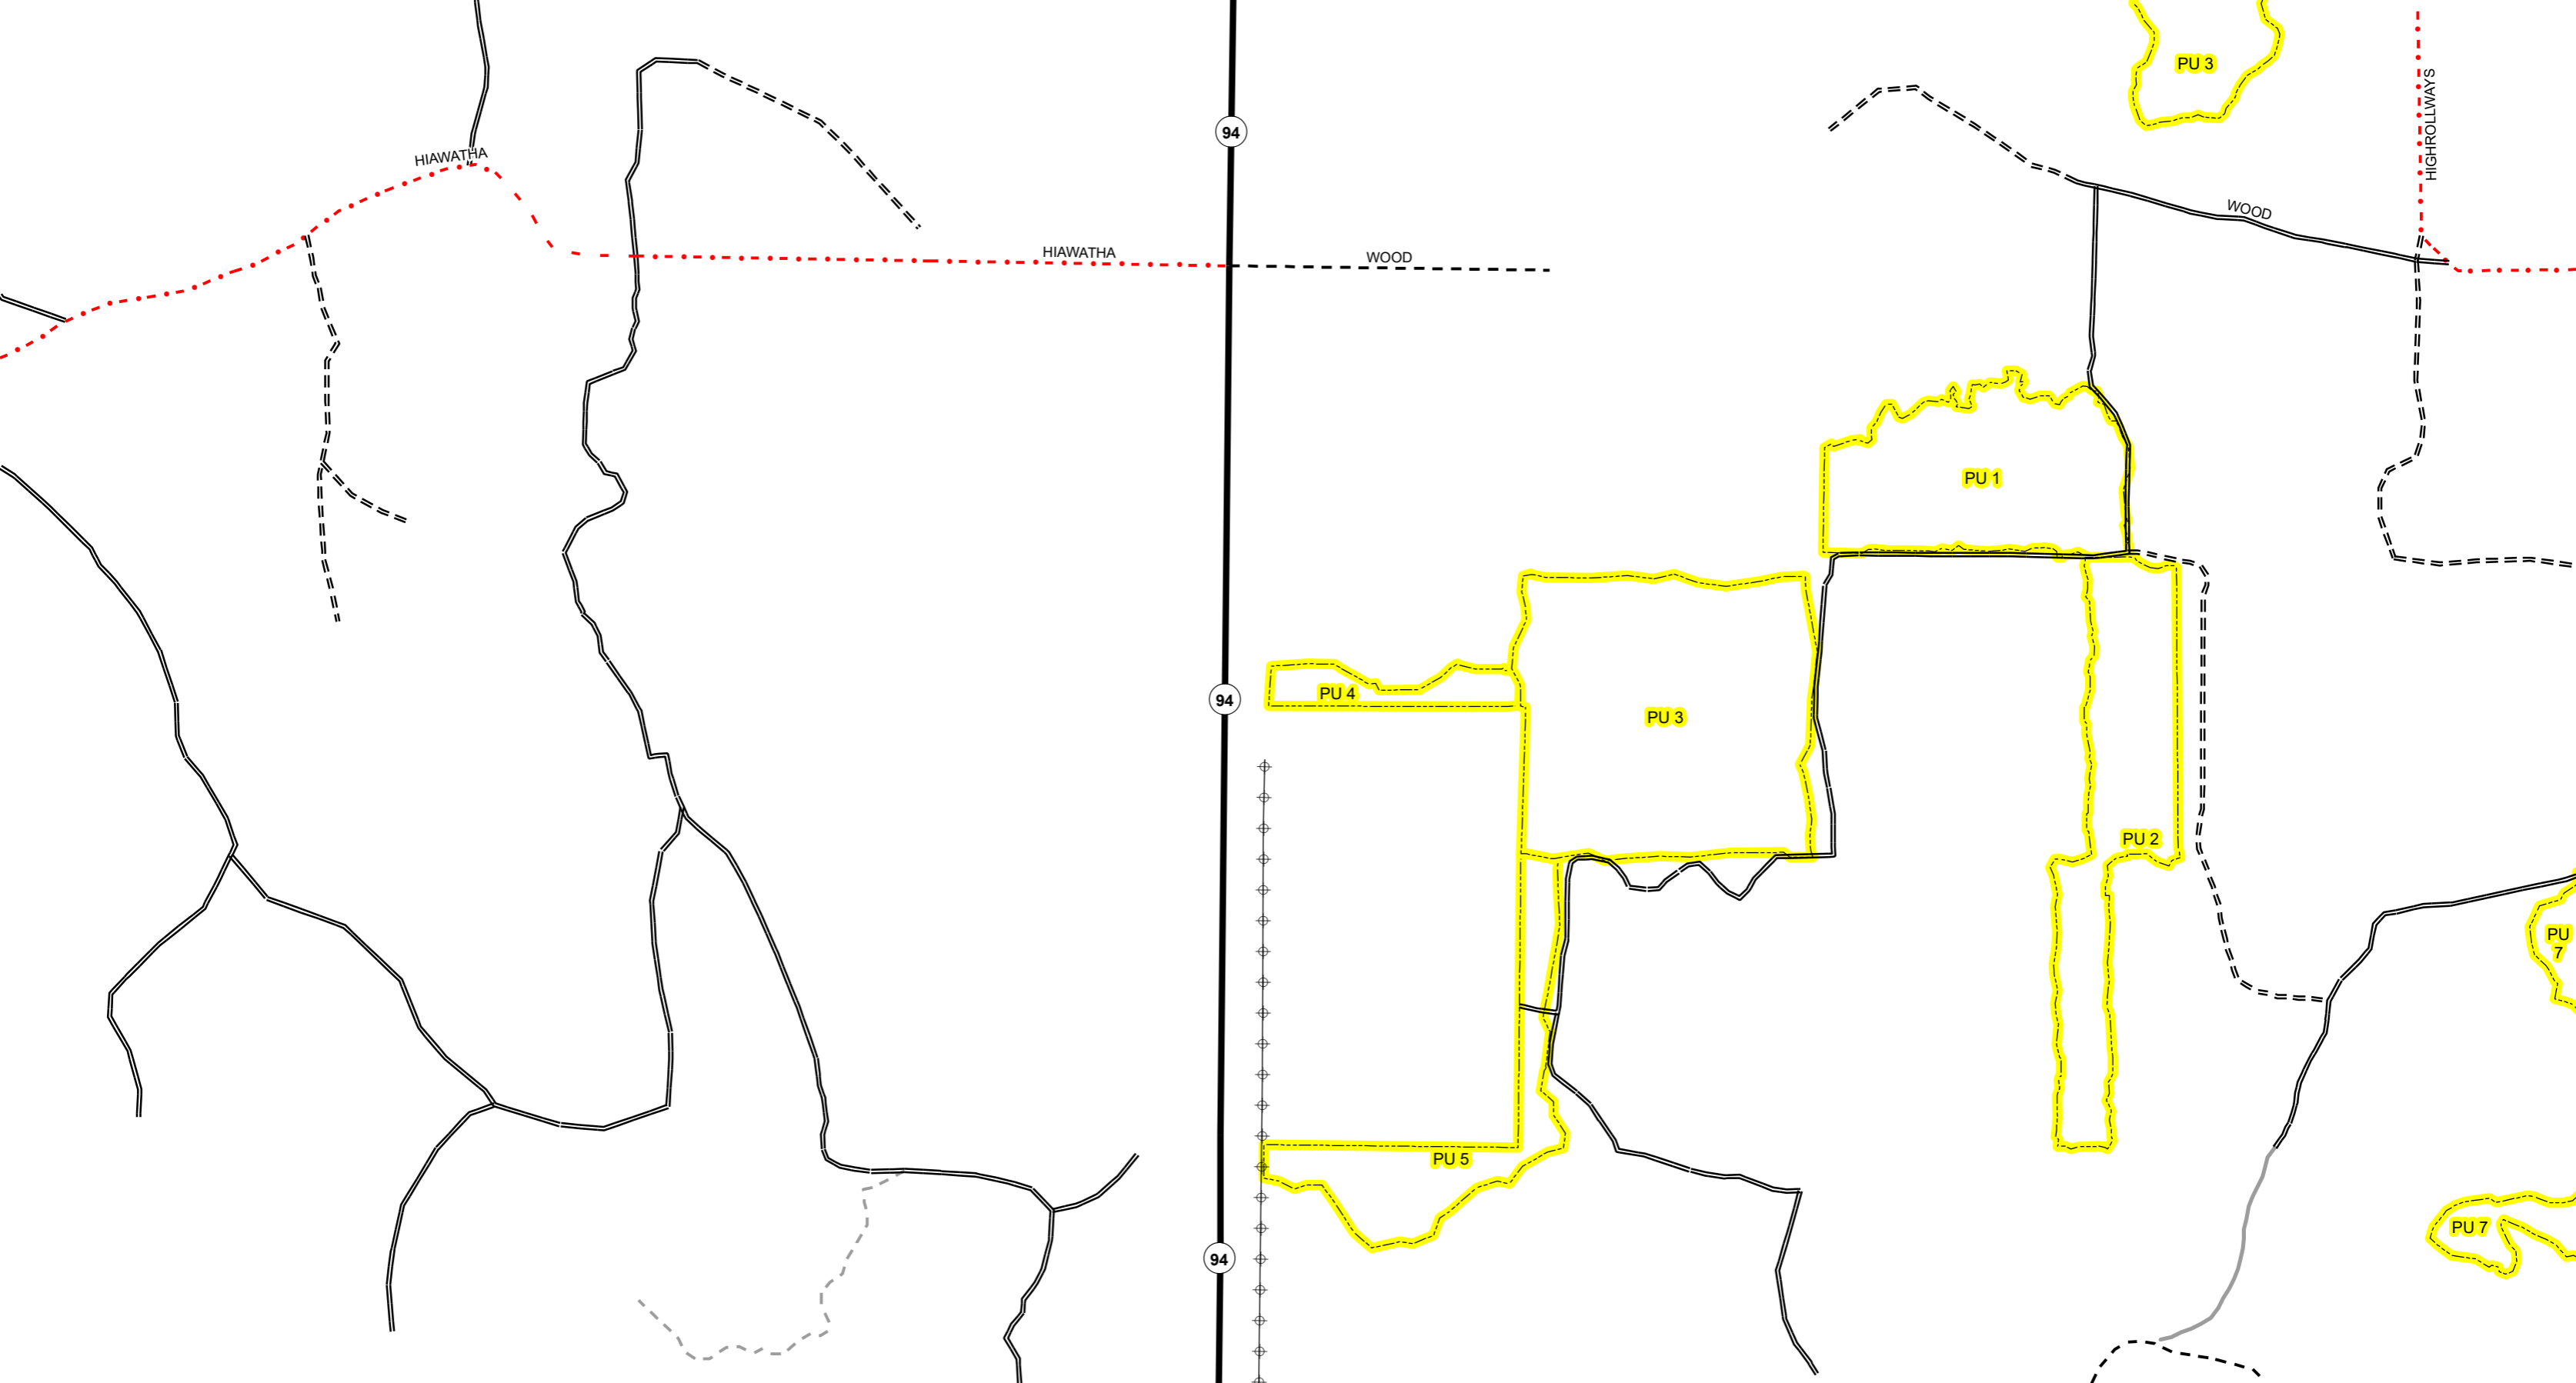 PU 3
HIGHROLLWAYS
94
HIAWATHA
WOOD
HIAWATHA
WOOD
PU 1
PU 4
94
PU 3
PU 2
PU
7
PU 5
PU 7
94